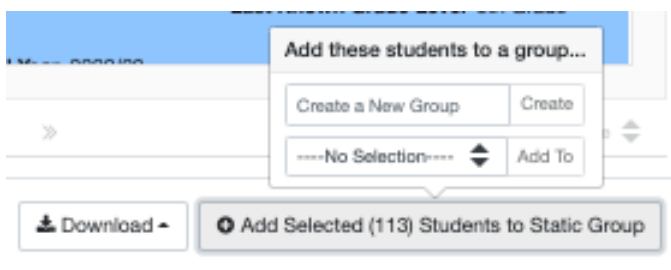 Add these students to a group...
Create a New Group Create
----No Selection---- Add To
Download
Add Selected (113) Students to Static Group